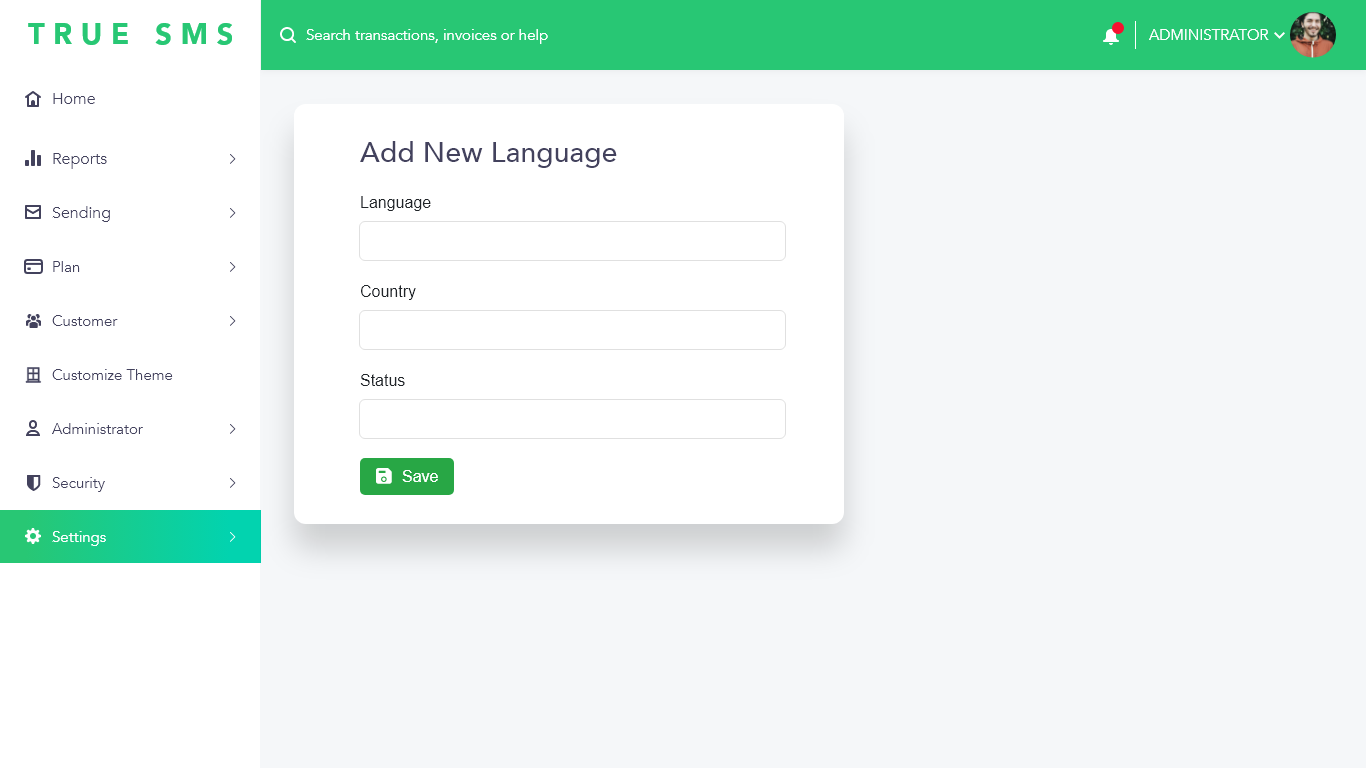 TRUE SMS
Search transactions, invoices or help
ADMINISTRATOR
Home
Reports
Sending
Plan
Customer
Customize Theme
Administrator
Security
Settings
Add New Language
Language
Country
Status
Save